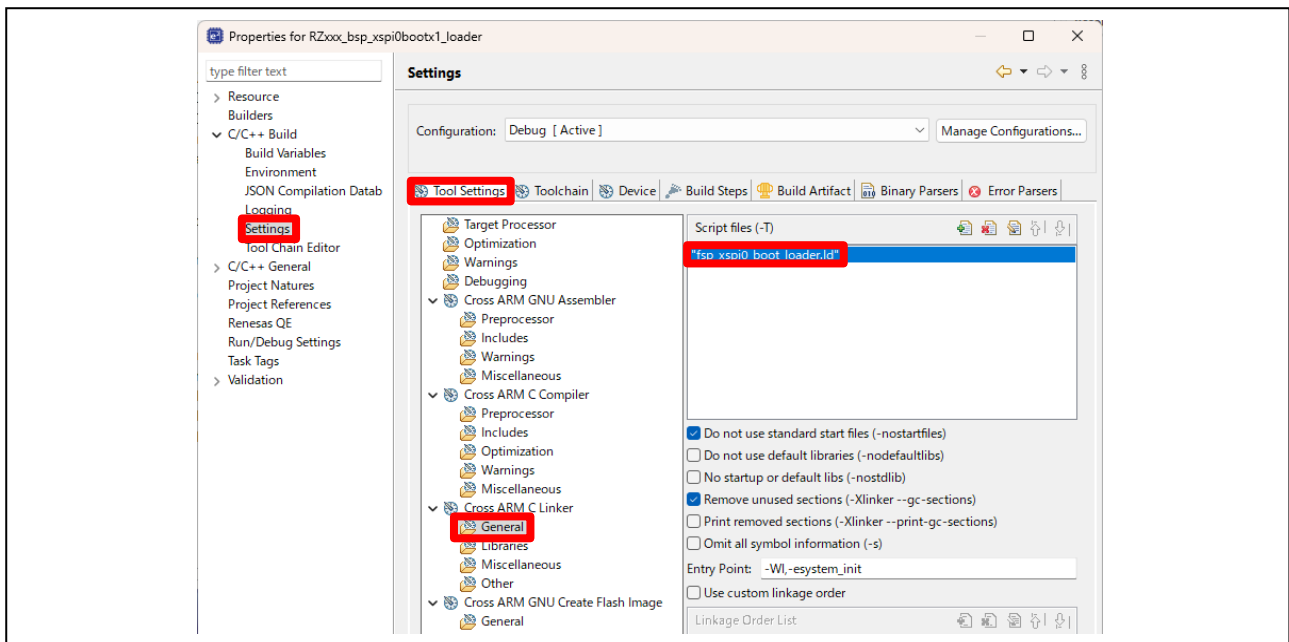 Properties for RZxxx_bsp_xspi0bootx1_loader
type filter text
Resource
Builders
C/C++ Build
Build Variables
Environment
JSON Compilation Datab
Logging
Settings
Tool Chain Editor
C/C++ General
Project Natures
Project References
Renesas QE
Run/Debug Settings
Task Tags
Validation
Settings
Configuration: Debug [ Active ] Manage Configurations...
Tool Settings Toolchain Device Build Steps Build Artifact Binary Parsers Error Parsers
Target Processor
Optimization
Warnings
Debugging
Cross ARM GNU Assembler
Preprocessor
Includes
Warnings
Miscellaneous
Cross ARM C Compiler
Preprocessor
Includes
Optimization
Warnings
Miscellaneous
Cross ARM C Linker
General
Libraries
Miscellaneous
Other
Cross ARM GNU Create Flash Image
General
Script files (-T)
"fsp_xspi0_boot_loader.ld"
Do not use standard start files (-nostartfiles)
Do not use default libraries (-nodefaultlibs)
No startup or default libs (-nostdlib)
Remove unused sections (-Xlinker --gc-sections)
Print removed sections (-Xlinker --print-gc-sections)
Omit all symbol information (-s)
Entry Point: -Wl,-esystem_init
Use custom linkage order
Linkage Order List